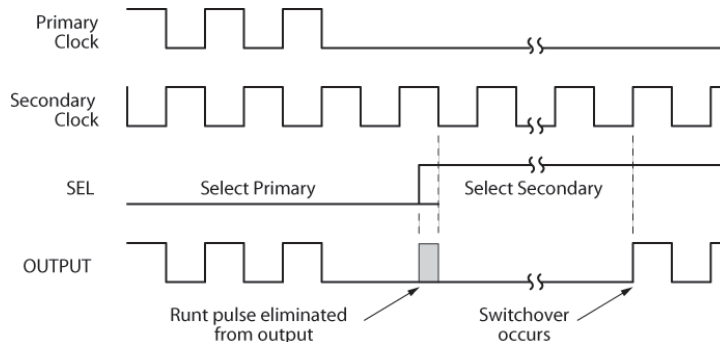 Primary
Clock
Secondary
Clock
SEL
Select Primary
Select Secondary
OUTPUT
Runt pulse eliminated
from output
Switchover
occurs